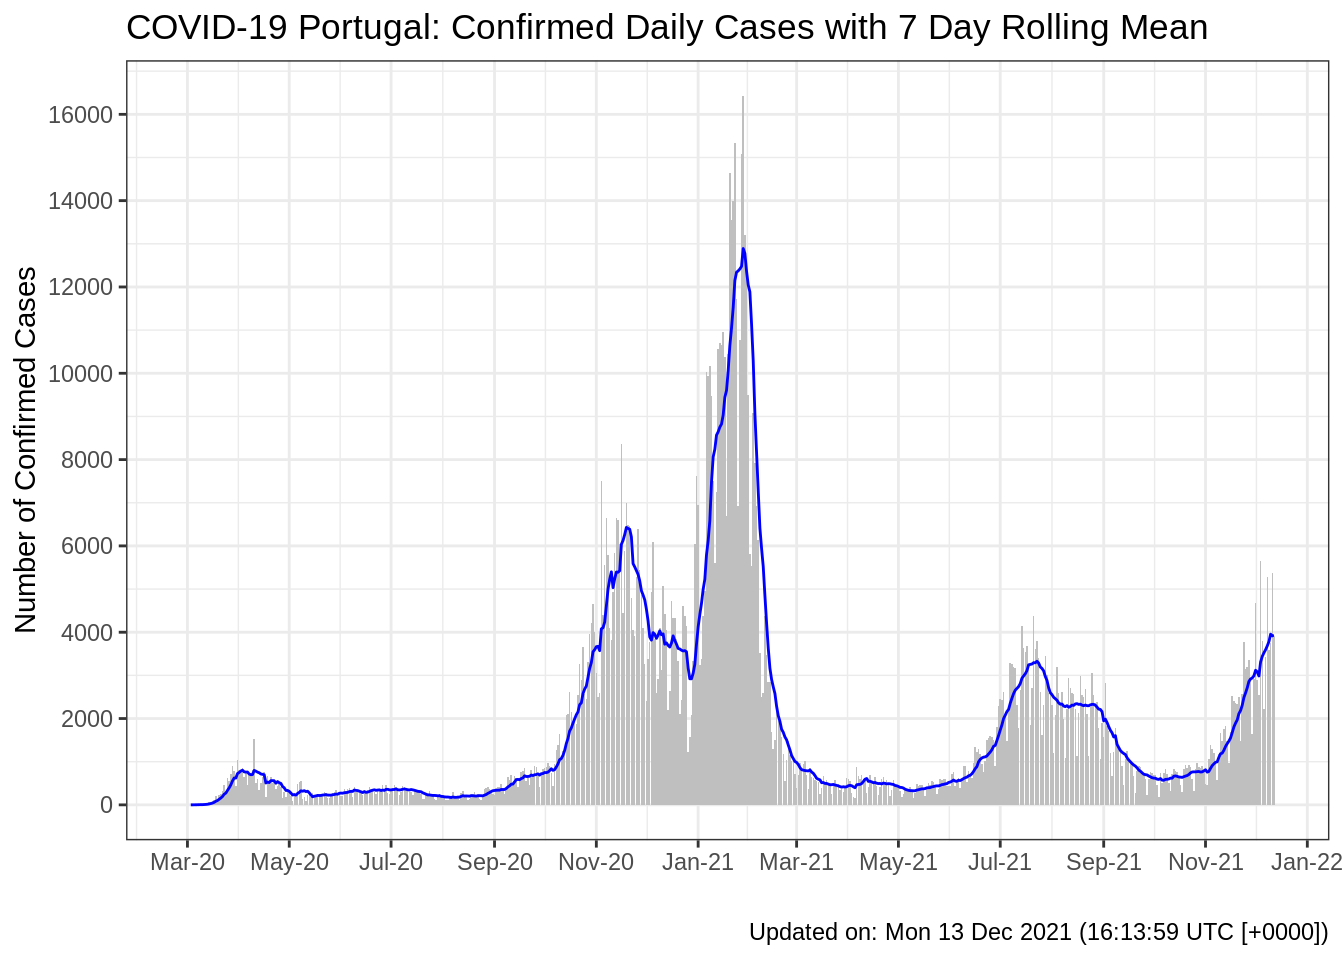 COVID-19 Portugal: Confirmed Daily Cases with 7 Day Rolling Mean
Number of Confirmed Cases
16000
14000
12000
10000
8000
6000
4000
2000
0
Mar-20 May-20 Jul-20 Sep-20 Nov-20 Jan-21 Mar-21 May-21 Jul-21 Sep-21 Nov-21 Jan-22
Updated on: Mon 13 Dec 2021 (16:13:59 UTC [+0000])